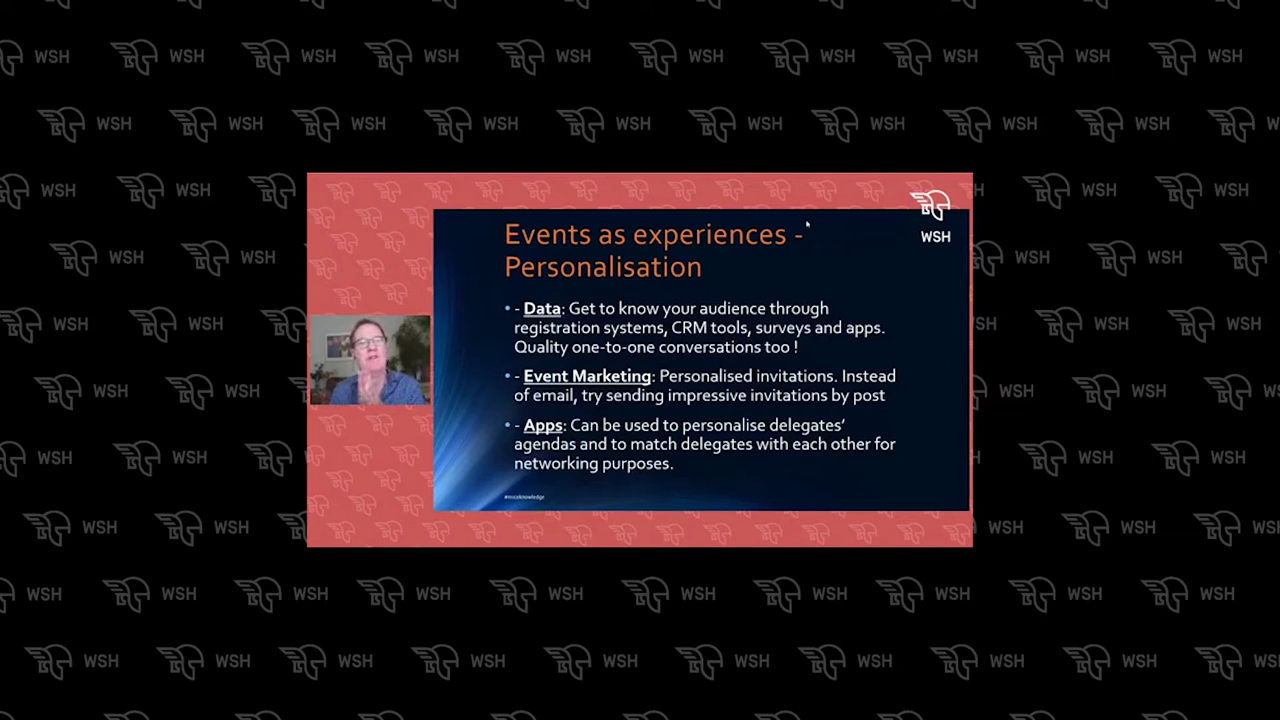 WSH
Events as experiences -
Personalisation
• - Data: Get to know your audience through
registration systems, CRM tools, surveys and apps.
Quality one-to-one conversations too !
• - Event Marketing: Personalised invitations. Instead
of email, try sending impressive invitations by post
• - Apps: Can be used to personalise delegates’
agendas and to match delegates with each other for
networking purposes.
#miceknowledge